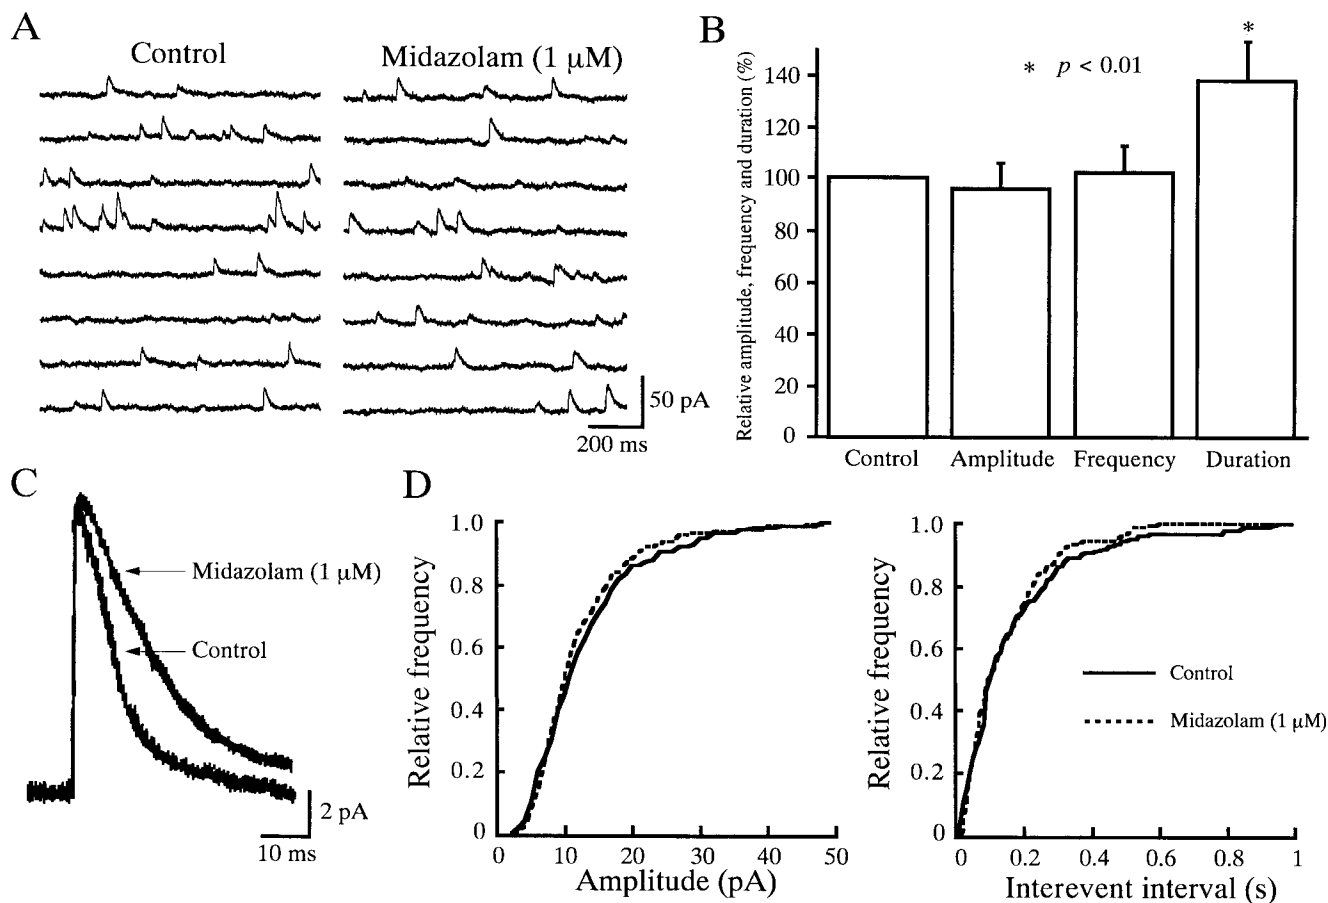 A
Control
Midazolam (1 µM)
50 pA
200 ms
B
Relative amplitude, frequency and duration (%)
140
120
100
80
60
40
20
0
* p < 0.01
*
Control
Amplitude
Frequency
Duration
C
Midazolam (1 µM)
Control
2 pA
10 ms
D
Relative frequency
1.0
0.8
0.6
0.4
0.2
0
0 10 20 30 40 50
Amplitude (pA)
Relative frequency
1.0
0.8
0.6
0.4
0.2
0
Control
Midazolam (1 µM)
0 0.2 0.4 0.6 0.8 1
Interevent interval (s)